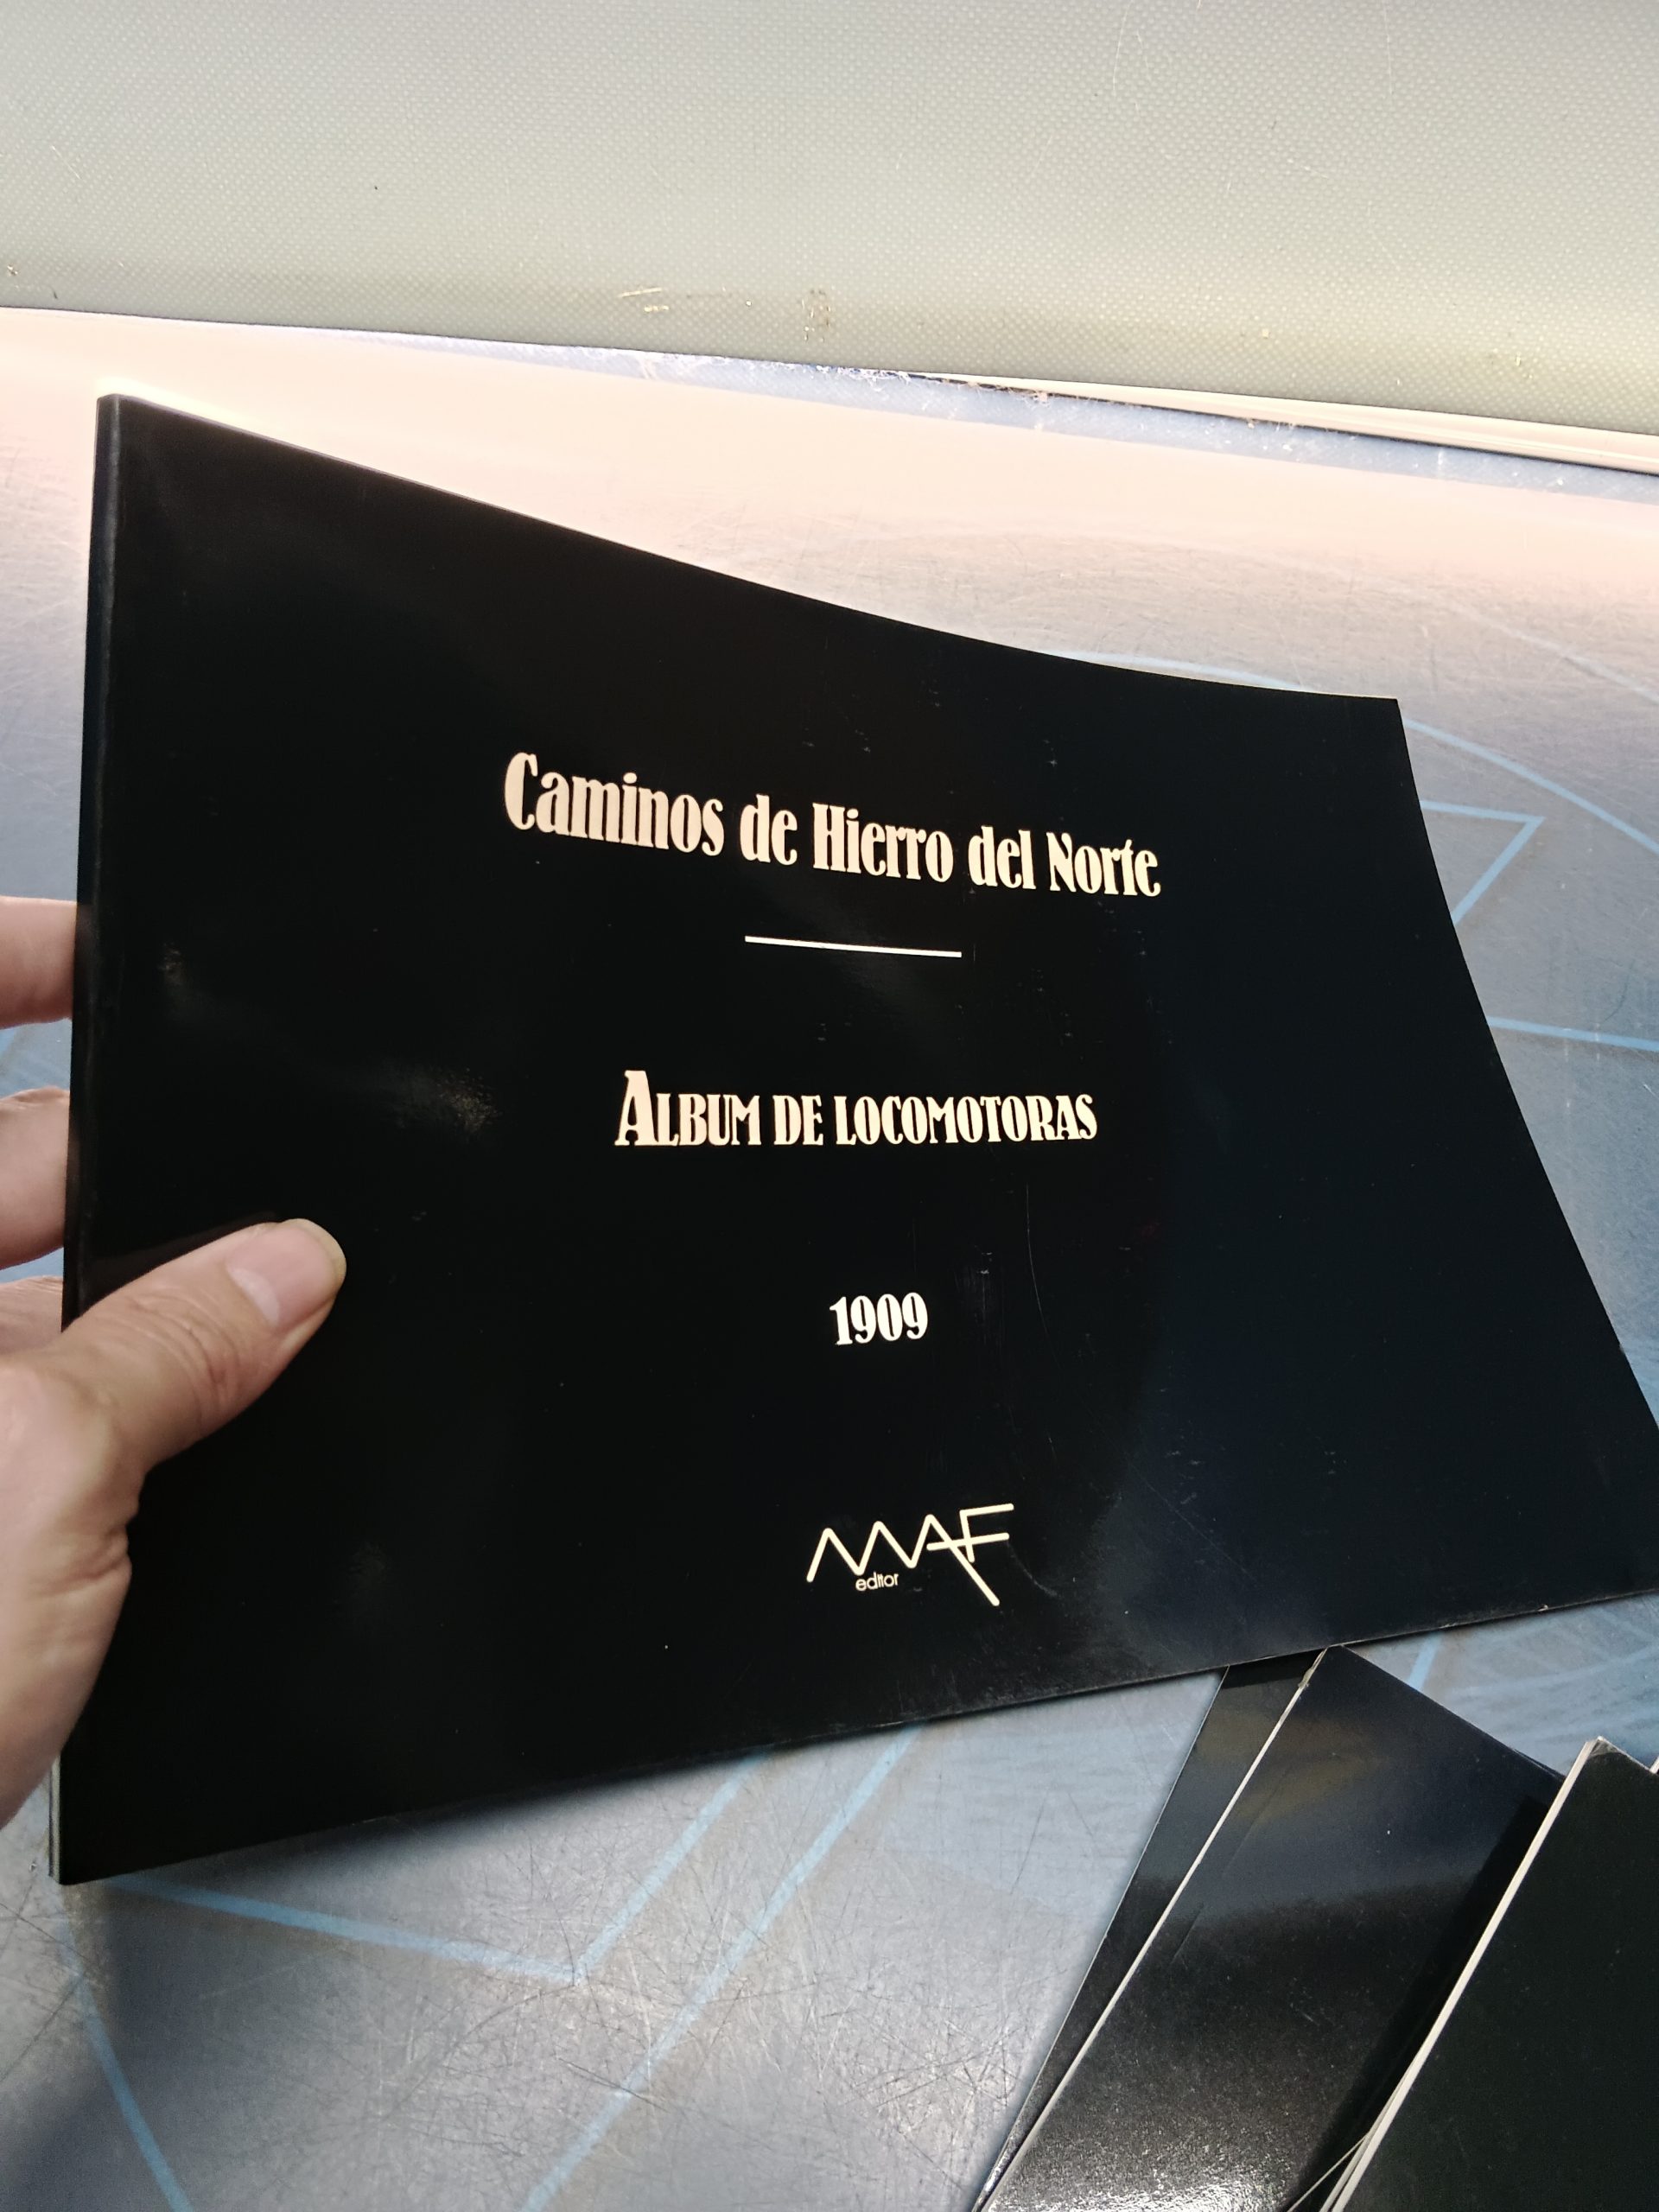 Caminos de Hierro del Norte
ALBUM DE LOCOMOTORAS
1909
MAF
editor